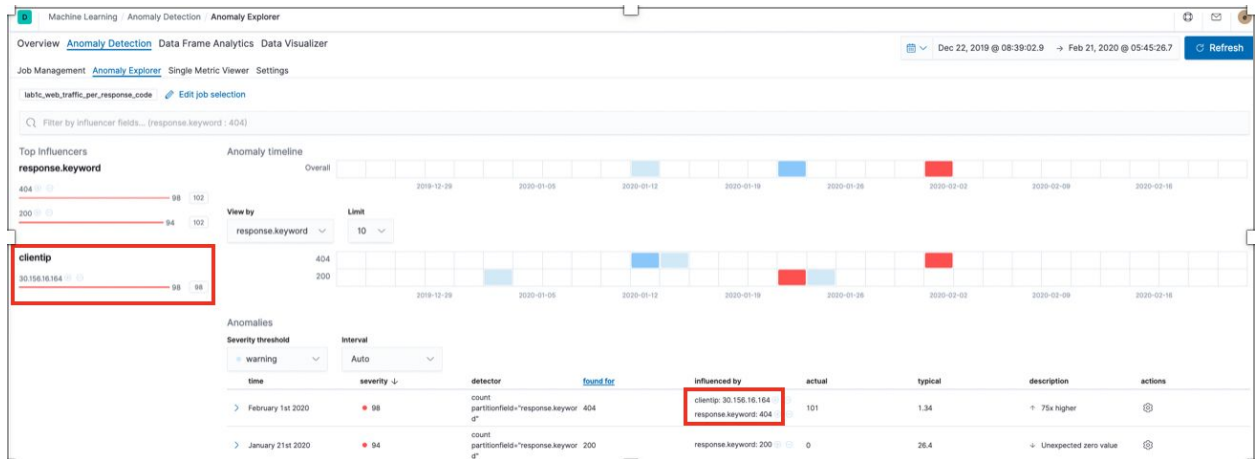 D Machine Learning / Anomaly Detection / Anomaly Explorer
Overview Anomaly Detection Data Frame Analytics Data Visualizer
Dec 22, 2019 @ 08:39:02.9 → Feb 21, 2020 @ 05:45:26.7 Refresh
Job Management Anomaly Explorer Single Metric Viewer Settings
lab1c_web_traffic_per_response_code Edit job selection
Filter by influencer fields... (response.keyword : 404)
Top Influencers
response.keyword
404
98 102
200
94 102
clientip
30.156.16.164
98 98
Anomaly timeline
Overall
2019-12-29 2020-01-05 2020-01-12 2020-01-19 2020-01-26 2020-02-02 2020-02-09 2020-02-16
View by Limit
response.keyword 10
404
200
2019-12-29 2020-01-05 2020-01-12 2020-01-19 2020-01-26 2020-02-02 2020-02-09 2020-02-16
Anomalies
Severity threshold Interval
warning Auto
time severity ↓ detector found for influenced by actual typical description actions
February 1st 2020 98 count partitionfield="response.keyword" 404 clientip: 30.156.16.164 response.keyword: 404 101 1.34 ↑ 75x higher
January 21st 2020 94 count partitionfield="response.keyword" 200 response.keyword: 200 0 26.4 ↓ Unexpected zero value